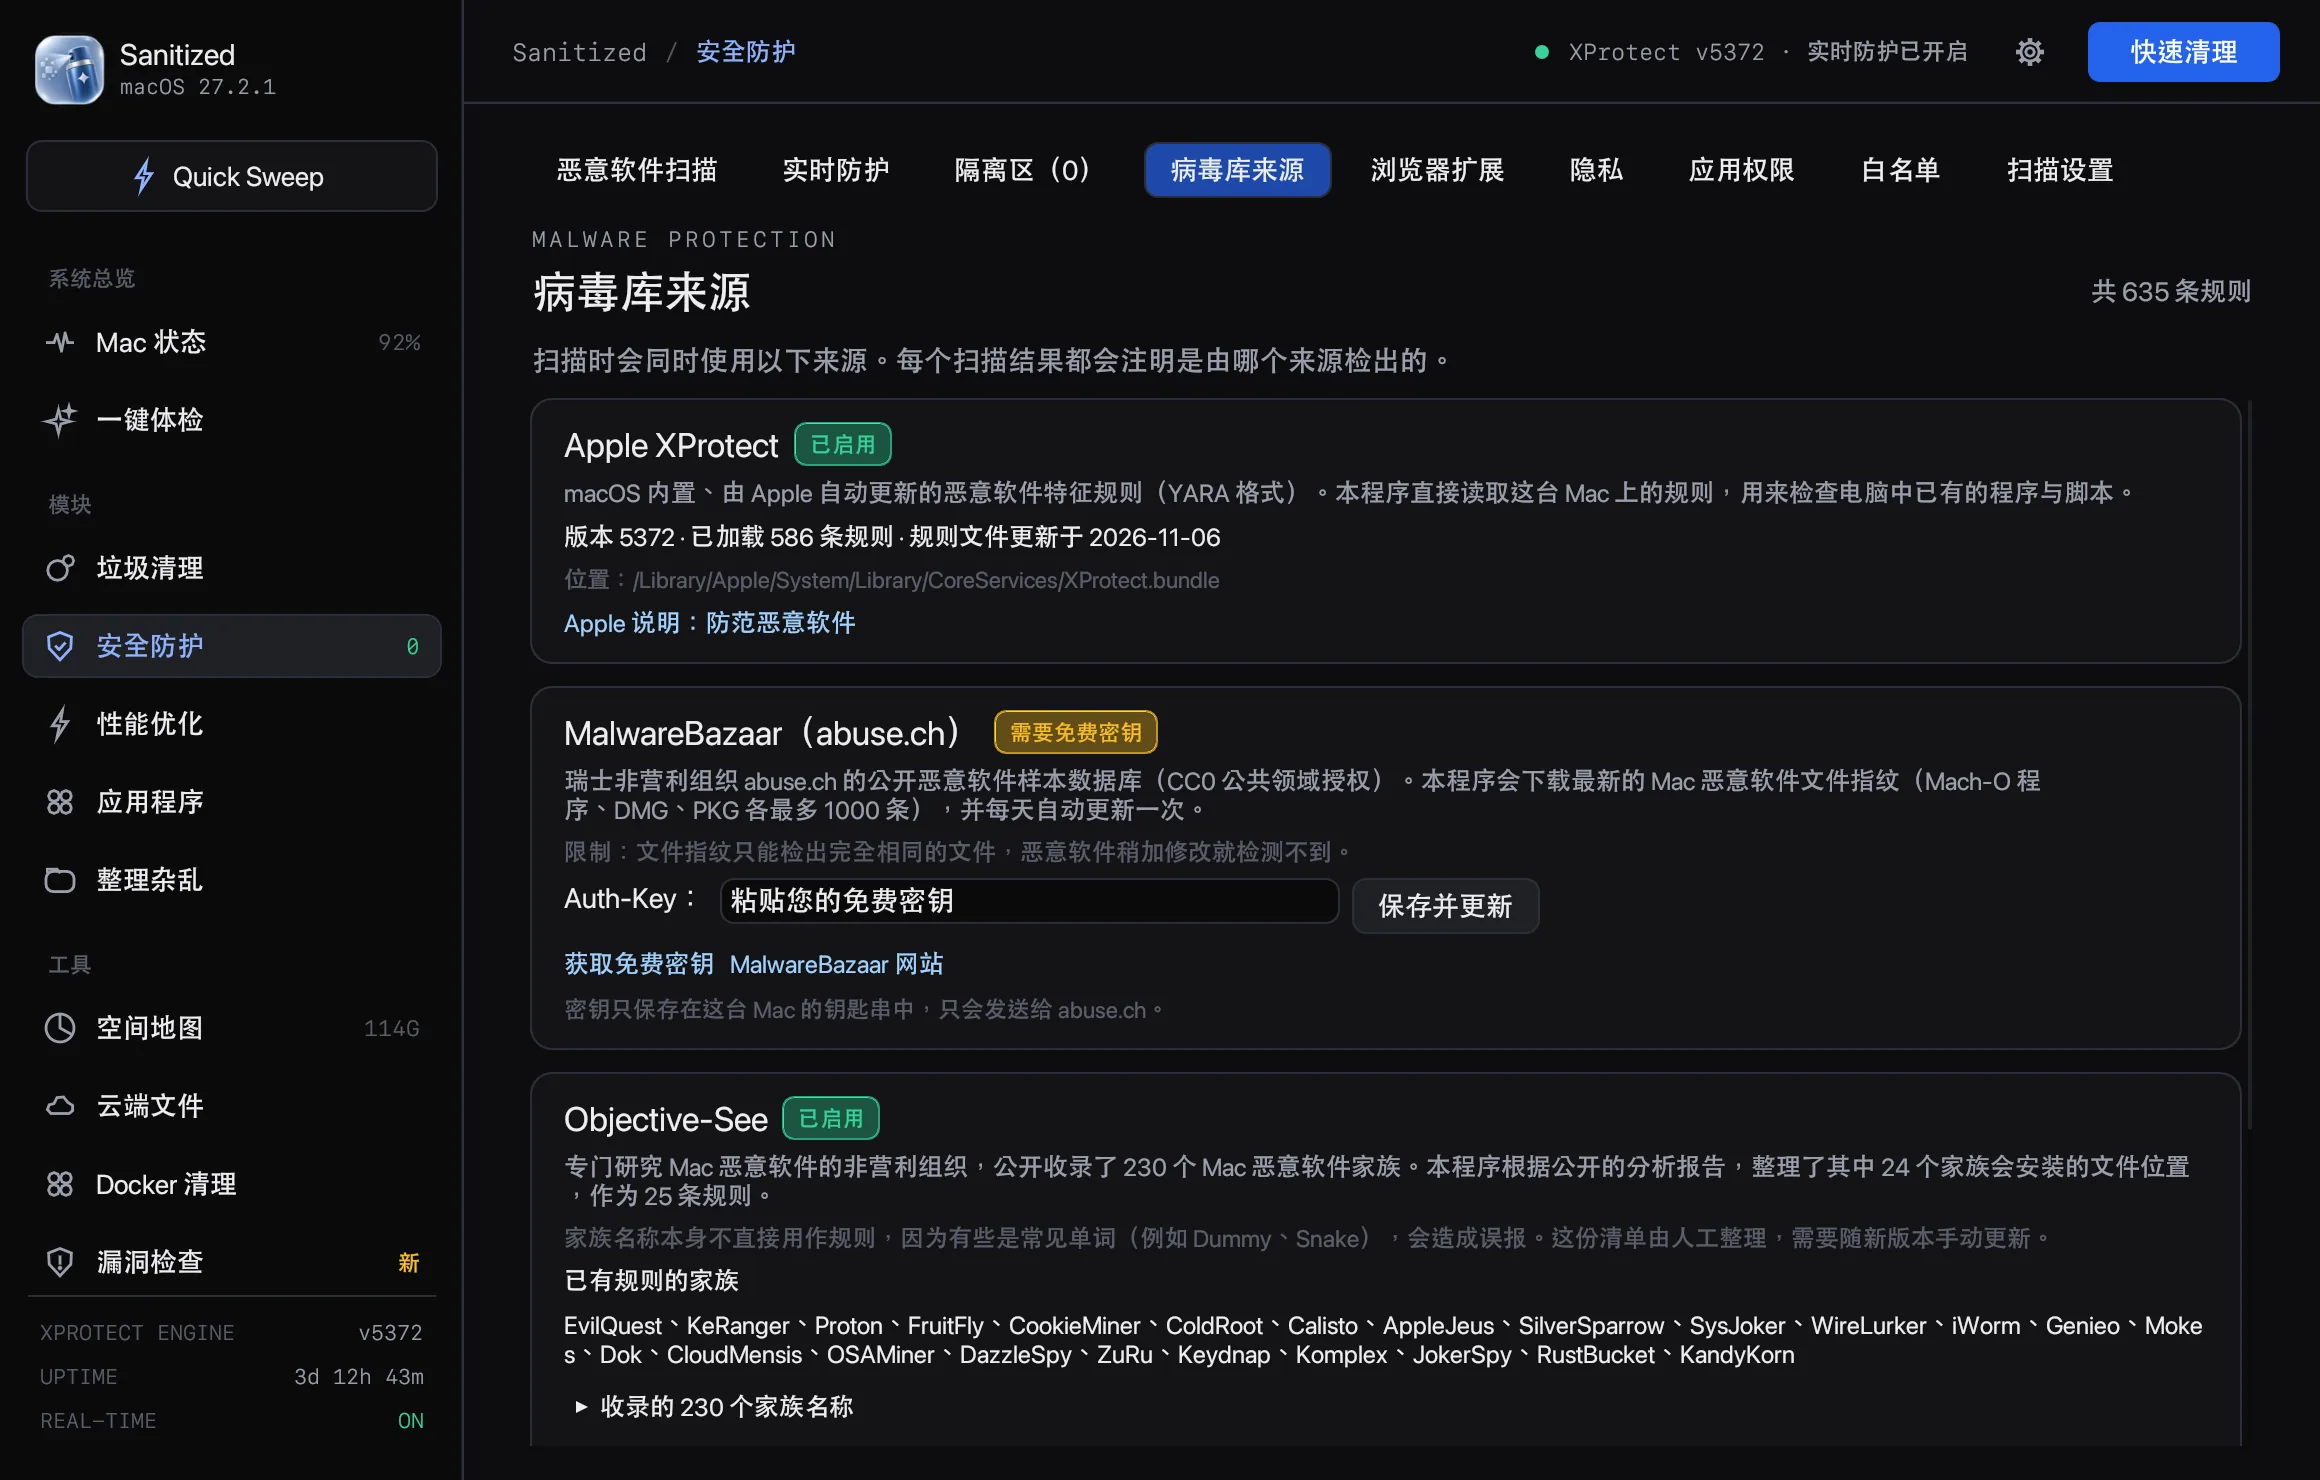 Sanitized
macOS 27.2.1
Quick Sweep
系统总览
Mac 状态 92%
一键体检
模块
垃圾清理
安全防护 0
性能优化
应用程序
整理杂乱
工具
空间地图 114G
云端文件
Docker 清理
漏洞检查 新
XPROTECT ENGINE v5372
UPTIME 3d 12h 43m
REAL-TIME ON
Sanitized / 安全防护
XProtect v5372 · 实时防护已开启
快速清理
恶意软件扫描 实时防护 隔离区（0） 病毒库来源 浏览器扩展 隐私 应用权限 白名单 扫描设置
MALWARE PROTECTION
病毒库来源
共 635 条规则
扫描时会同时使用以下来源。每个扫描结果都会注明是由哪个来源检出的。
Apple XProtect 已启用
macOS 内置、由 Apple 自动更新的恶意软件特征规则（YARA 格式）。本程序直接读取这台 Mac 上的规则，用来检查电脑中已有的程序与脚本。
版本 5372 · 已加载 586 条规则 · 规则文件更新于 2026-11-06
位置：/Library/Apple/System/Library/CoreServices/XProtect.bundle
Apple 说明：防范恶意软件
MalwareBazaar（abuse.ch） 需要免费密钥
瑞士非营利组织 abuse.ch 的公开恶意软件样本数据库（CC0 公共领域授权）。本程序会下载最新的 Mac 恶意软件文件指纹（Mach-O 程
序、DMG、PKG 各最多 1000 条），并每天自动更新一次。
限制：文件指纹只能检出完全相同的文件，恶意软件稍加修改就检测不到。
Auth-Key： 粘贴您的免费密钥 保存并更新
获取免费密钥 MalwareBazaar 网站
密钥只保存在这台 Mac 的钥匙串中，只会发送给 abuse.ch。
Objective-See 已启用
专门研究 Mac 恶意软件的非营利组织，公开收录了 230 个 Mac 恶意软件家族。本程序根据公开的分析报告，整理了其中 24 个家族会安装的文件位置
，作为 25 条规则。
家族名称本身不直接用作规则，因为有些是常见单词（例如 Dummy、Snake），会造成误报。这份清单由人工整理，需要随新版本手动更新。
已有规则的家族
EvilQuest、KeRanger、Proton、FruitFly、CookieMiner、ColdRoot、Calisto、AppleJeus、SilverSparrow、SysJoker、WireLurker、iWorm、Genieo、Moke
s、Dok、CloudMensis、OSAMiner、DazzleSpy、ZuRu、Keydnap、Komplex、JokerSpy、RustBucket、KandyKorn
▶ 收录的 230 个家族名称